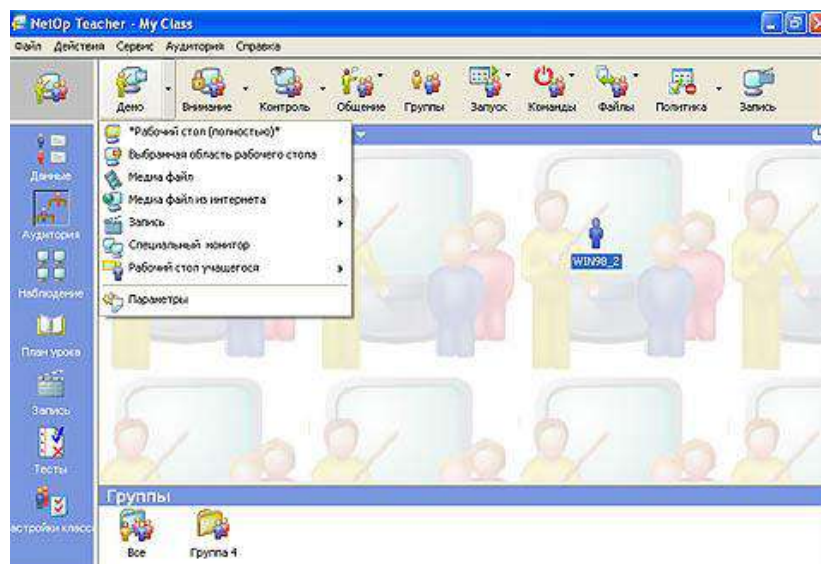 NetOp Teacher - My Class
Файл Действия Сервис Аудитория Справка
Демо Внимание Контроль Общение Группы Запуск Команды Файлы Политика Запись
*Рабочий стол (полностью)*
Выбранная область рабочего стола
Медиа файл
Медиа файл из интернета
Запись
Специальный монитор
Рабочий стол учащегося
Параметры
Данные
Аудитория
Наблюдение
План урока
Запись
Тесты
астройки класса
WIN98_2
Группы
Все Группа 4